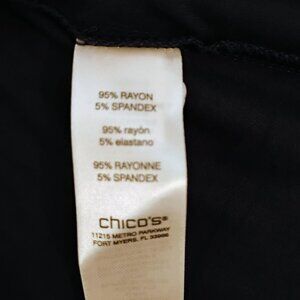 95% RAYON
5% SPANDEX
95% rayón
5% elastano
95% RAYONNE
5% SPANDEX
chico's®
11215 METRO PARKWAY
FORT MYERS, FL 33966